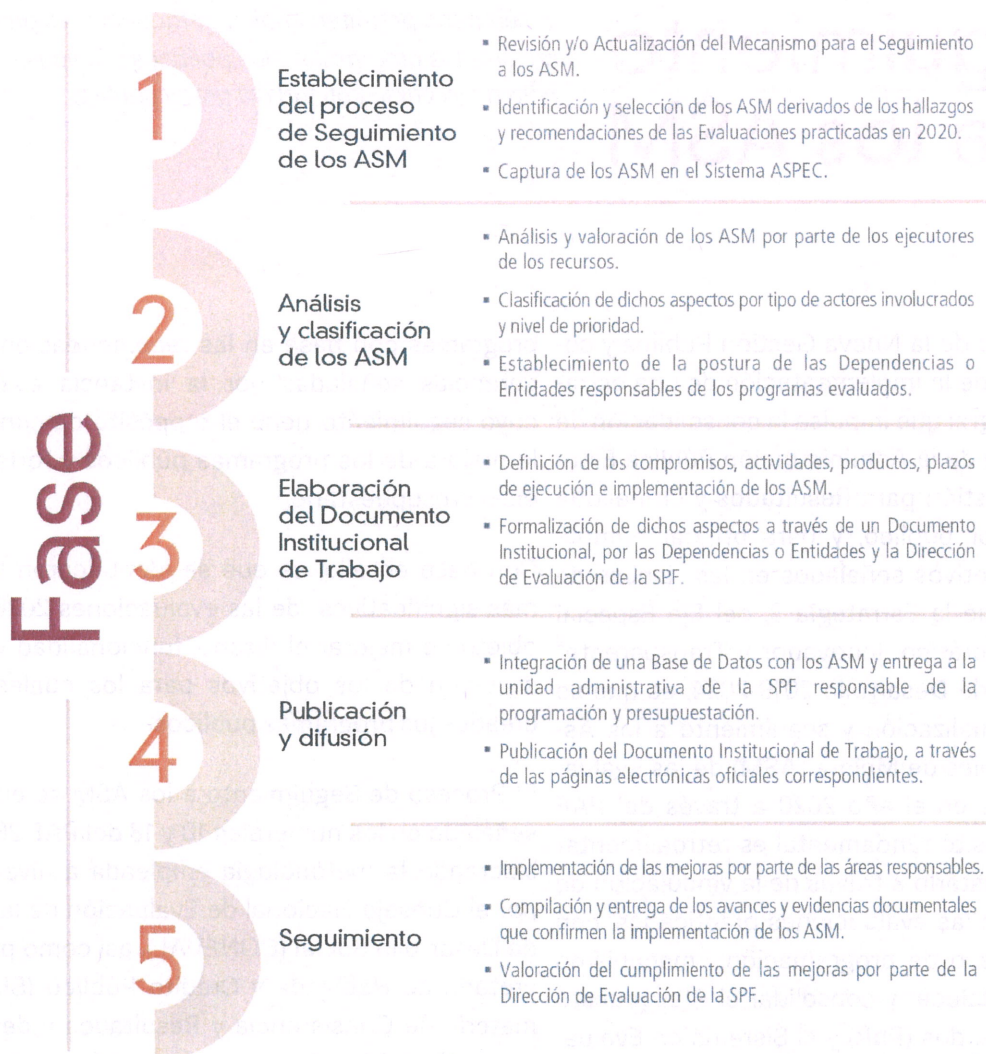 Fase
1
Establecimiento
del proceso
de Seguimiento
de los ASM
▪ Revisión y/o Actualización del Mecanismo para el Seguimiento
a los ASM.
▪ Identificación y selección de los ASM derivados de los hallazgos
y recomendaciones de las Evaluaciones practicadas en 2020.
▪ Captura de los ASM en el Sistema ASPEC.
2
Análisis
y clasificación
de los ASM
▪ Análisis y valoración de los ASM por parte de los ejecutores
de los recursos.
▪ Clasificación de dichos aspectos por tipo de actores involucrados
y nivel de prioridad.
▪ Establecimiento de la postura de las Dependencias o
Entidades responsables de los programas evaluados.
3
Elaboración
del Documento
Institucional
de Trabajo
▪ Definición de los compromisos, actividades, productos, plazos
de ejecución e implementación de los ASM.
▪ Formalización de dichos aspectos a través de un Documento
Institucional, por las Dependencias o Entidades y la Dirección
de Evaluación de la SPF.
4
Publicación
y difusión
▪ Integración de una Base de Datos con los ASM y entrega a la
unidad administrativa de la SPF responsable de la
programación y presupuestación.
▪ Publicación del Documento Institucional de Trabajo, a través
de las páginas electrónicas oficiales correspondientes.
5
Seguimiento
▪ Implementación de las mejoras por parte de las áreas responsables.
▪ Compilación y entrega de los avances y evidencias documentales
que confirmen la implementación de los ASM.
▪ Valoración del cumplimiento de las mejoras por parte de la
Dirección de Evaluación de la SPF.